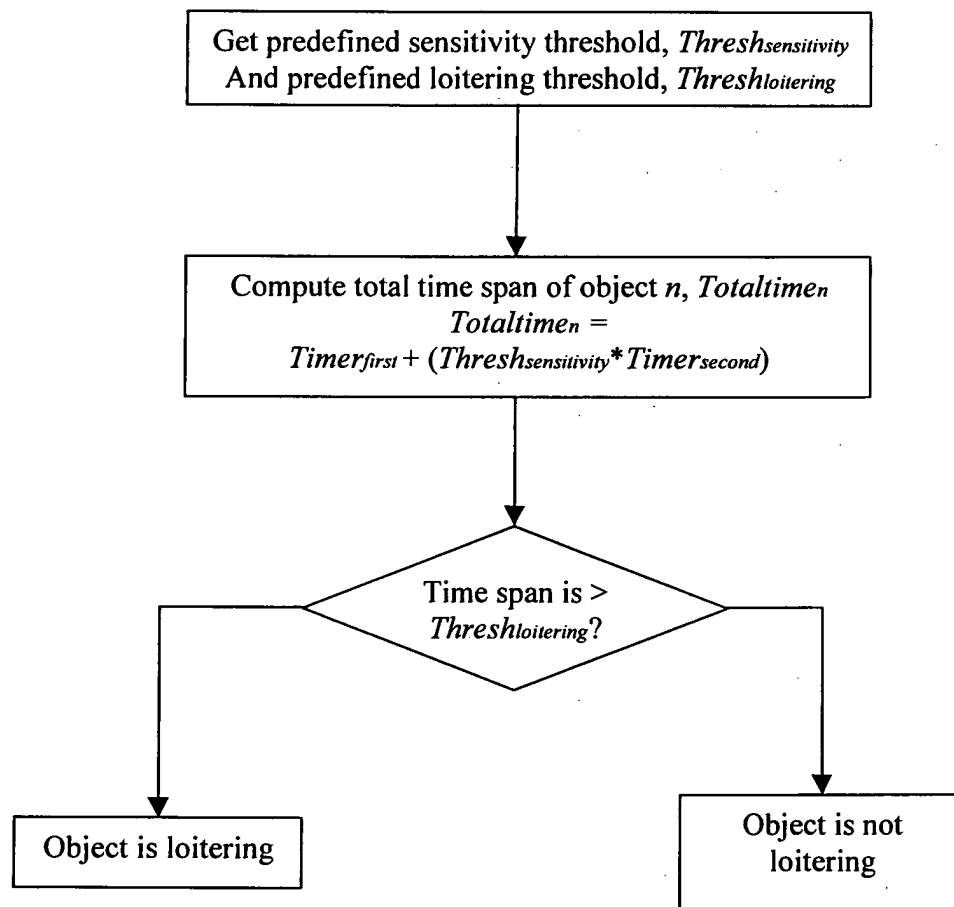 Get predefined sensitivity threshold, Threshsensitivity
And predefined loitering threshold, Threshloitering
Compute total time span of object n, Totaltimen
Totaltimen =
Timerfirst + (Threshsensitivity*Timersecond)
Time span is >
Threshloitering?
Object is loitering
Object is not
loitering